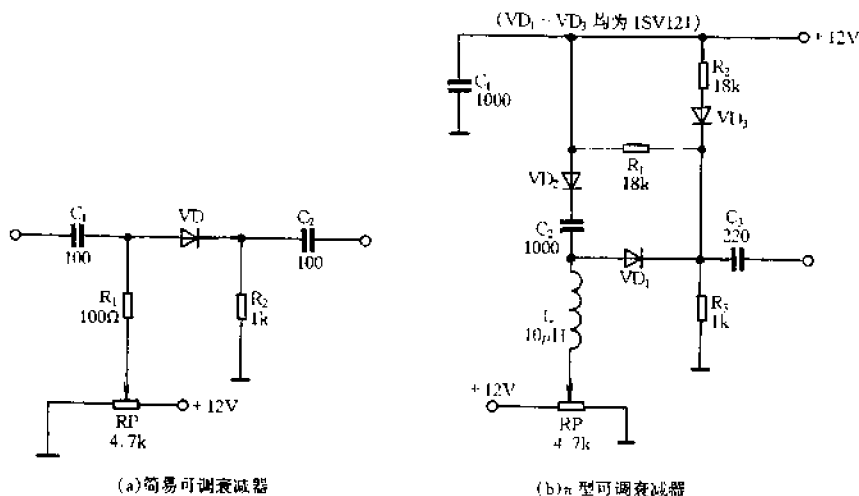 (VD₁~VD₃ 均为 1SV121)
+12V
C₁
1000
R₂
18k
VD₃
R₁
18k
VD₂
C₂
1000
VD₁
C₃
220
R₃
1k
L
10μH
+12V
RP
4.7k
(b)π型可调衰减器
C₁
100
VD
C₂
100
R₁
100Ω
R₂
1k
+12V
RP
4.7k
(a)简易可调衰减器